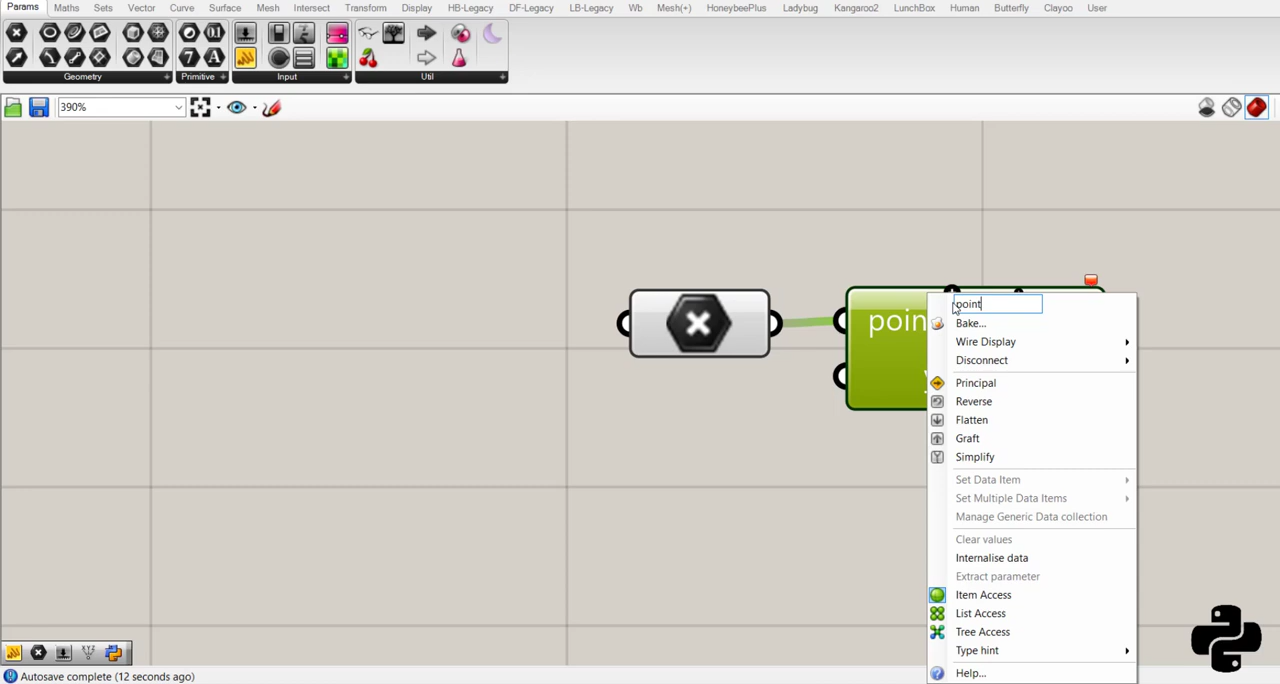 Params Maths Sets Vector Curve Surface Mesh Intersect Transform Display HB-Legacy DF-Legacy LB-Legacy Wb Mesh(+) HoneybeePlus Ladybug Kangaroo2 LunchBox Human Butterfly Clayoo User
Geometry Primitive Input Util
390%
point
poin
Bake...
Wire Display
Disconnect
Principal
Reverse
Flatten
Graft
Simplify
Set Data Item
Set Multiple Data Items
Manage Generic Data collection
Clear values
Internalise data
Extract parameter
Item Access
List Access
Tree Access
Type hint
Help...
Autosave complete (12 seconds ago)